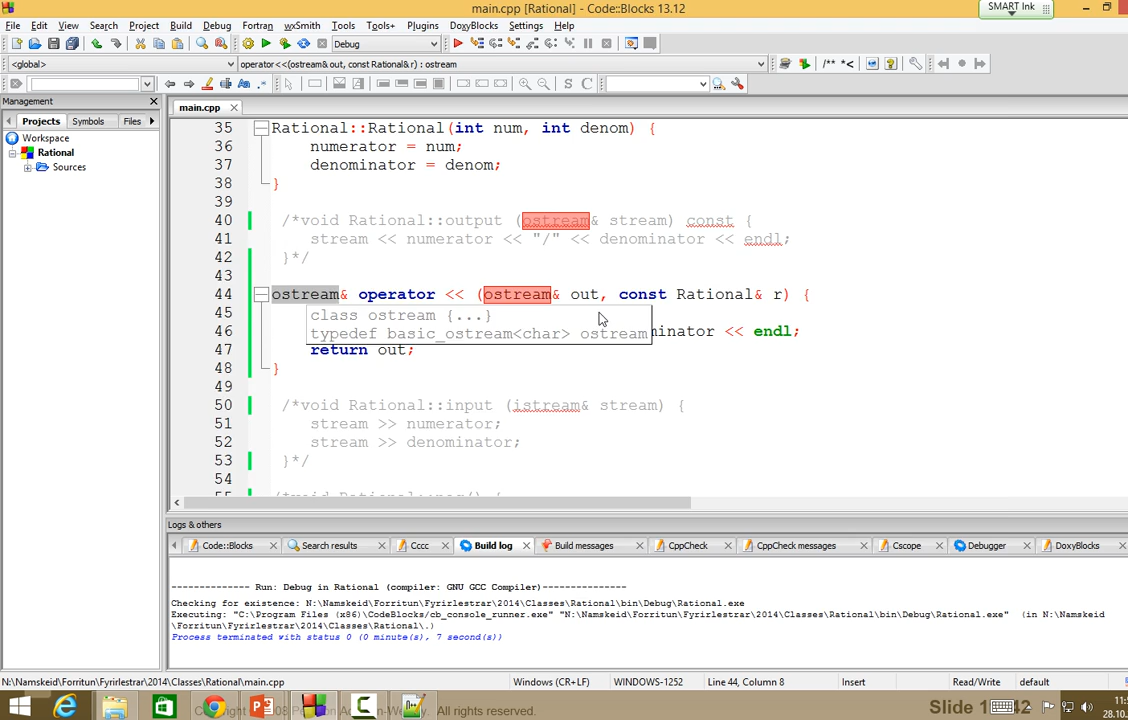 main.cpp [Rational] - Code::Blocks 13.12
SMART Ink
File Edit View Search Project Build Debug Fortran wxSmith Tools Tools+ Plugins DoxyBlocks Settings Help
Debug
<global>
operator<<(ostream& out, const Rational& r) : ostream
/** *<
S C
Management
main.cpp
Projects Symbols Files
Workspace
Rational
Sources
35 Rational::Rational(int num, int denom) {
36 numerator = num;
37 denominator = denom;
38 }
39
40 /*void Rational::output (ostream& stream) const {
41 stream << numerator << "/" << denominator << endl;
42 }*/
43
44 ostream& operator << (ostream& out, const Rational& r) {
45 class ostream {...}
46 typedef basic_ostream<char> ostream minator << endl;
47 return out;
48 }
49
50 /*void Rational::input (istream& stream) {
51 stream >> numerator;
52 stream >> denominator;
53 }*/
54
Logs & others
Code::Blocks Search results Cccc Build log Build messages CppCheck CppCheck messages Cscope Debugger DoxyBlocks
-------------- Run: Debug in Rational (compiler: GNU GCC Compiler)---------------
Checking for existence: N:\Namskeid\Forritun\Fyrirlestrar\2014\Classes\Rational\bin\Debug\Rational.exe
Executing: "C:\Program Files (x86)\CodeBlocks/cb_console_runner.exe" "N:\Namskeid\Forritun\Fyrirlestrar\2014\Classes\Rational\bin\Debug\Rational.exe" (in N:\Namskeid
\Forritun\Fyrirlestrar\2014\Classes\Rational\.)
Process terminated with status 0 (0 minute(s), 7 second(s))
N:\Namskeid\Forritun\Fyrirlestrar\2014\Classes\Rational\main.cpp Windows (CR+LF) WINDOWS-1252 Line 44, Column 8 Insert Read/Write default
All rights reserved.
Slide 1
42
28.10.